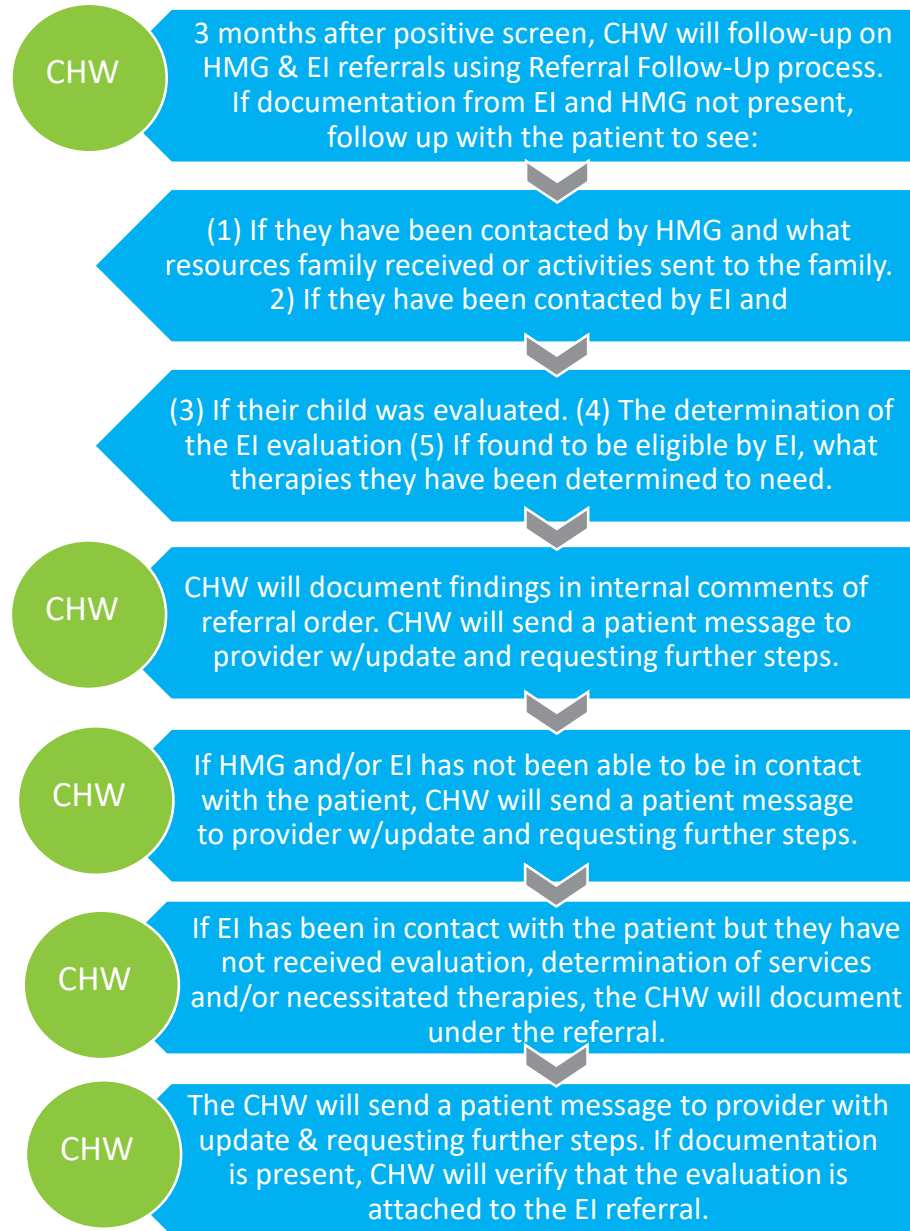 CHW
3 months after positive screen, CHW will follow-up on
HMG & EI referrals using Referral Follow-Up process.
If documentation from EI and HMG not present,
follow up with the patient to see:
(1) If they have been contacted by HMG and what
resources family received or activities sent to the family.
2) If they have been contacted by EI and
(3) If their child was evaluated. (4) The determination of
the EI evaluation (5) If found to be eligible by EI, what
therapies they have been determined to need.
CHW
CHW will document findings in internal comments of
referral order. CHW will send a patient message to
provider w/update and requesting further steps.
CHW
If HMG and/or EI has not been able to be in contact
with the patient, CHW will send a patient message
to provider w/update and requesting further steps.
CHW
If EI has been in contact with the patient but they have
not received evaluation, determination of services
and/or necessitated therapies, the CHW will document
under the referral.
CHW
The CHW will send a patient message to provider with
update & requesting further steps. If documentation
is present, CHW will verify that the evaluation is
attached to the EI referral.